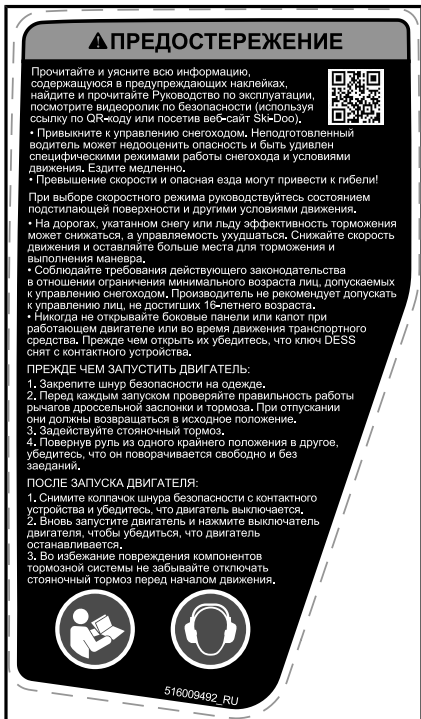 ПРЕДОСТЕРЕЖЕНИЕ
Прочитайте и уясните всю информацию,
содержащуюся в предупреждающих наклейках,
найдите и прочитайте Руководство по эксплуатации,
посмотрите видеоролик по безопасности (используя
ссылку по QR-коду или посетив веб-сайт Ski-Doo).
• Привыкните к управлению снегоходом. Неподготовленный
водитель может недооценить опасность и быть удивлен
специфическими режимами работы снегохода и условиями
движения. Ездите медленно.
• Превышение скорости и опасная езда могут привести к гибели!
При выборе скоростного режима руководствуйтесь состоянием
подстилающей поверхности и другими условиями движения.
• На дорогах, укатанном снегу или льду эффективность торможения
может снижаться, а управляемость ухудшаться. Снижайте скорость
движения и оставляйте больше места для торможения и
выполнения маневра.
• Соблюдайте требования действующего законодательства
в отношении ограничения минимального возраста лиц, допускаемых
к управлению снегоходом. Производитель не рекомендует допускать
к управлению лиц, не достигших 16-летнего возраста.
• Никогда не открывайте боковые панели или капот при
работающем двигателе или во время движения транспортного
средства. Прежде чем открыть их убедитесь, что ключ DESS
снят с контактного устройства.
ПРЕЖДЕ ЧЕМ ЗАПУСТИТЬ ДВИГАТЕЛЬ:
1. Закрепите шнур безопасности на одежде.
2. Перед каждым запуском проверяйте правильность работы
рычагов дроссельной заслонки и тормоза. При отпускании
они должны возвращаться в исходное положение.
3. Задействуйте стояночный тормоз.
4. Повернув руль из одного крайнего положения в другое,
убедитесь, что он поворачивается свободно и без
заеданий.
ПОСЛЕ ЗАПУСКА ДВИГАТЕЛЯ:
1. Снимите колпачок шнура безопасности с контактного
устройства и убедитесь, что двигатель выключается.
2. Вновь запустите двигатель и нажмите выключатель
двигателя, чтобы убедиться, что двигатель
останавливается.
3. Во избежание повреждения компонентов
тормозной системы не забывайте отключать
стояночный тормоз перед началом движения.
516009492_RU